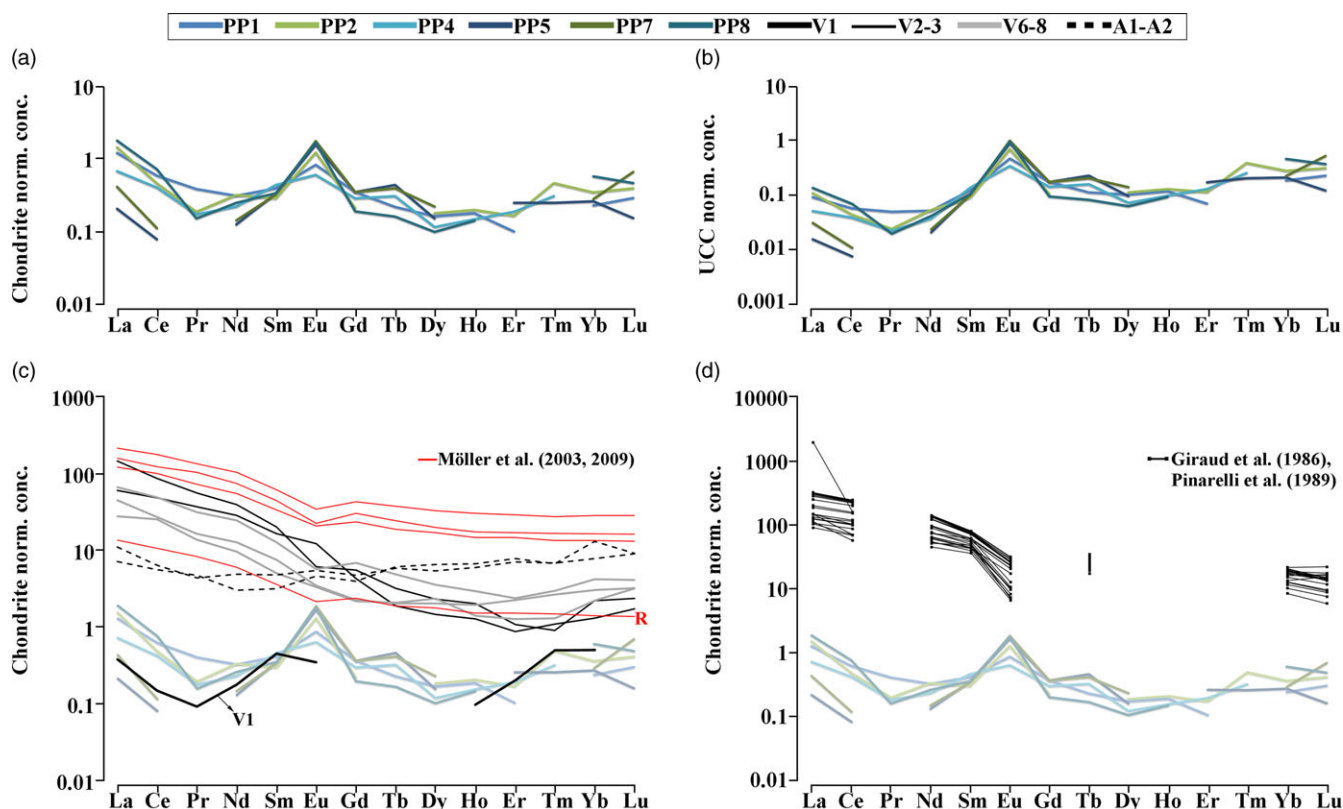 PP1 PP2 PP4 PP5 PP7 PP8 V1 V2-3 V6-8 A1-A2
(a)
Chondrite norm. conc.
10
1
0.1
0.01
La Ce Pr Nd Sm Eu Gd Tb Dy Ho Er Tm Yb Lu
(b)
UCC norm. conc.
10
1
0.1
0.01
0.001
La Ce Pr Nd Sm Eu Gd Tb Dy Ho Er Tm Yb Lu
(c)
Chondrite norm. conc.
1000
100
10
1
0.1
0.01
Möller et al. (2003, 2009)
R
V1
La Ce Pr Nd Sm Eu Gd Tb Dy Ho Er Tm Yb Lu
(d)
Chondrite norm. conc.
10000
1000
100
10
1
0.1
0.01
Giraud et al. (1986),
Pinarelli et al. (1989)
La Ce Pr Nd Sm Eu Gd Tb Dy Ho Er Tm Yb Lu